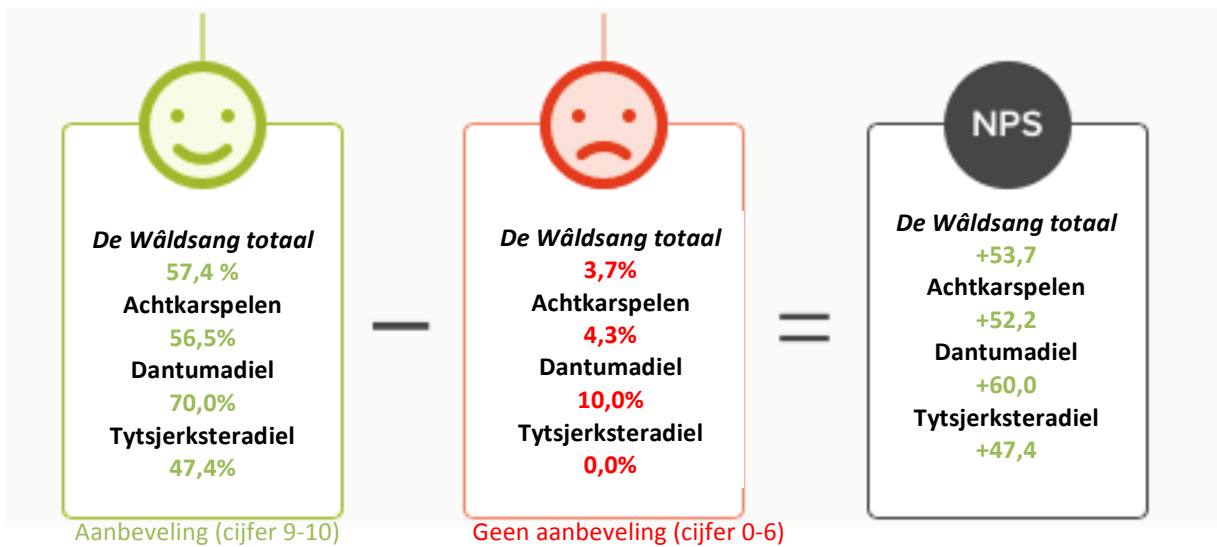 De Wâldsang totaal
57,4 %
Achtkarspelen
56,5%
Dantumadiel
70,0%
Tytsjerksteradiel
47,4%
Aanbeveling (cijfer 9-10)
De Wâldsang totaal
3,7%
Achtkarspelen
4,3%
Dantumadiel
10,0%
Tytsjerksteradiel
0,0%
Geen aanbeveling (cijfer 0-6)
NPS
De Wâldsang totaal
+53,7
Achtkarspelen
+52,2
Dantumadiel
+60,0
Tytsjerksteradiel
+47,4